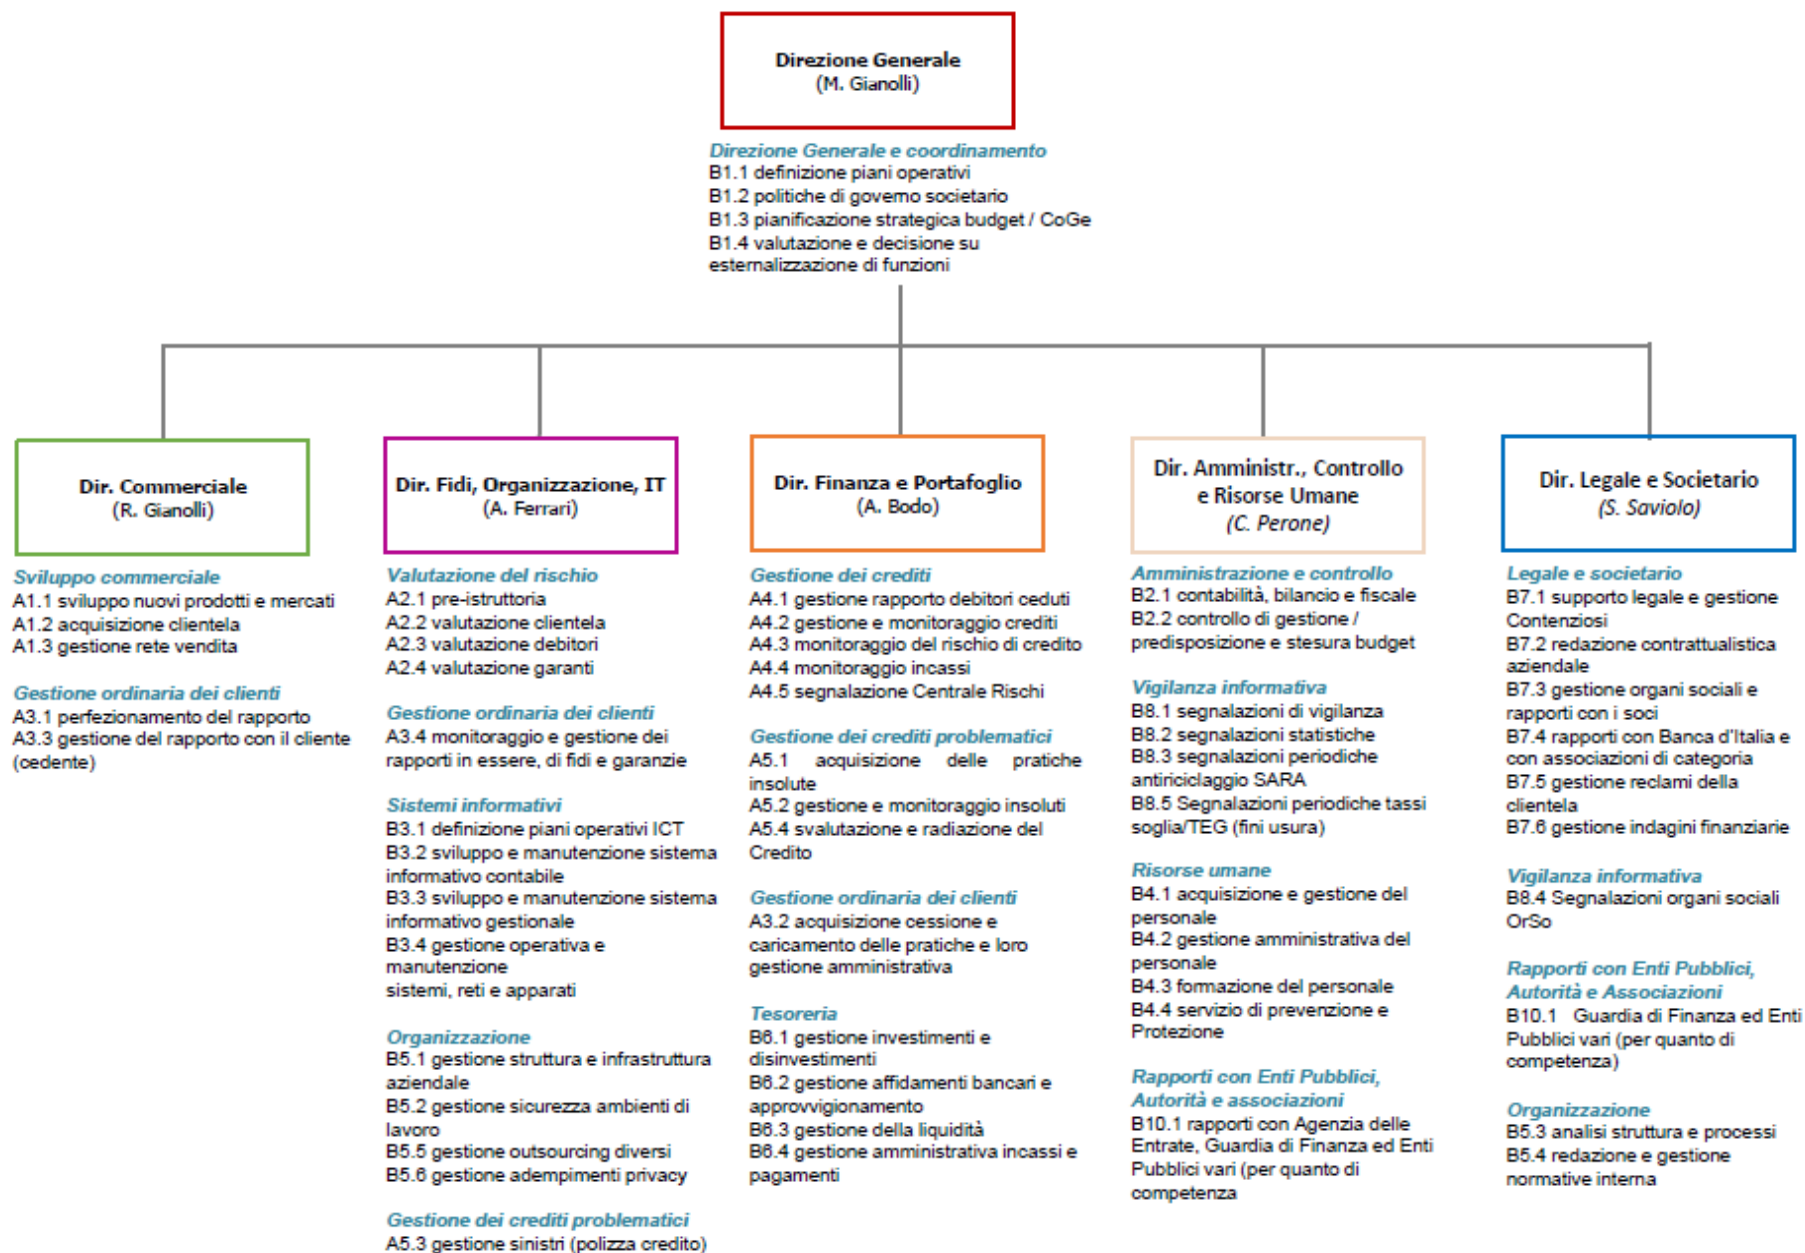 Direzione Generale
(M. Gianolli)
Direzione Generale e coordinamento
B1.1 definizione piani operativi
B1.2 politiche di governo societario
B1.3 pianificazione strategica budget / CoGe
B1.4 valutazione e decisione su
esternalizzazione di funzioni
Dir. Commerciale
(R. Gianolli)
Sviluppo commerciale
A1.1 sviluppo nuovi prodotti e mercati
A1.2 acquisizione clientela
A1.3 gestione rete vendita
Gestione ordinaria dei clienti
A3.1 perfezionamento del rapporto
A3.3 gestione del rapporto con il cliente
(cedente)
Dir. Fidi, Organizzazione, IT
(A. Ferrari)
Valutazione del rischio
A2.1 pre-istruttoria
A2.2 valutazione clientela
A2.3 valutazione debitori
A2.4 valutazione garanti
Gestione ordinaria dei clienti
A3.4 monitoraggio e gestione dei
rapporti in essere, di fidi e garanzie
Sistemi informativi
B3.1 definizione piani operativi ICT
B3.2 sviluppo e manutenzione sistema
informativo contabile
B3.3 sviluppo e manutenzione sistema
informativo gestionale
B3.4 gestione operativa e
manutenzione
sistemi, reti e apparati
Organizzazione
B5.1 gestione struttura e infrastruttura
aziendale
B5.2 gestione sicurezza ambienti di
lavoro
B5.5 gestione outsourcing diversi
B5.6 gestione adempimenti privacy
Gestione dei crediti problematici
A5.3 gestione sinistri (polizza credito)
Dir. Finanza e Portafoglio
(A. Bodo)
Gestione dei crediti
A4.1 gestione rapporto debitori ceduti
A4.2 gestione e monitoraggio crediti
A4.3 monitoraggio del rischio di credito
A4.4 monitoraggio incassi
A4.5 segnalazione Centrale Rischi
Gestione dei crediti problematici
A5.1 acquisizione delle pratiche
insolute
A5.2 gestione e monitoraggio insoluti
A5.4 svalutazione e radiazione del
Credito
Gestione ordinaria dei clienti
A3.2 acquisizione cessione e
caricamento delle pratiche e loro
gestione amministrativa
Tesoreria
B6.1 gestione investimenti e
disinvestimenti
B6.2 gestione affidamenti bancari e
approvvigionamento
B6.3 gestione della liquidità
B6.4 gestione amministrativa incassi e
pagamenti
Dir. Amministr., Controllo
e Risorse Umane
(C. Perone)
Amministrazione e controllo
B2.1 contabilità, bilancio e fiscale
B2.2 controllo di gestione /
predisposizione e stesura budget
Vigilanza informativa
B8.1 segnalazioni di vigilanza
B8.2 segnalazioni statistiche
B8.3 segnalazioni periodiche
antiriciclaggio SARA
B8.5 Segnalazioni periodiche tassi
soglia/TEG (fini usura)
Risorse umane
B4.1 acquisizione e gestione del
personale
B4.2 gestione amministrativa del
personale
B4.3 formazione del personale
B4.4 servizio di prevenzione e
Protezione
Rapporti con Enti Pubblici,
Autorità e associazioni
B10.1 rapporti con Agenzia delle
Entrate, Guardia di Finanza ed Enti
Pubblici vari (per quanto di
competenza
Dir. Legale e Societario
(S. Saviolo)
Legale e societario
B7.1 supporto legale e gestione
Contenziosi
B7.2 redazione contrattualistica
aziendale
B7.3 gestione organi sociali e
rapporti con i soci
B7.4 rapporti con Banca d'Italia e
con associazioni di categoria
B7.5 gestione reclami della
clientela
B7.6 gestione indagini finanziarie
Vigilanza informativa
B8.4 Segnalazioni organi sociali
OrSo
Rapporti con Enti Pubblici,
Autorità e Associazioni
B10.1 Guardia di Finanza ed Enti
Pubblici vari (per quanto di
competenza)
Organizzazione
B5.3 analisi struttura e processi
B5.4 redazione e gestione
normative interna